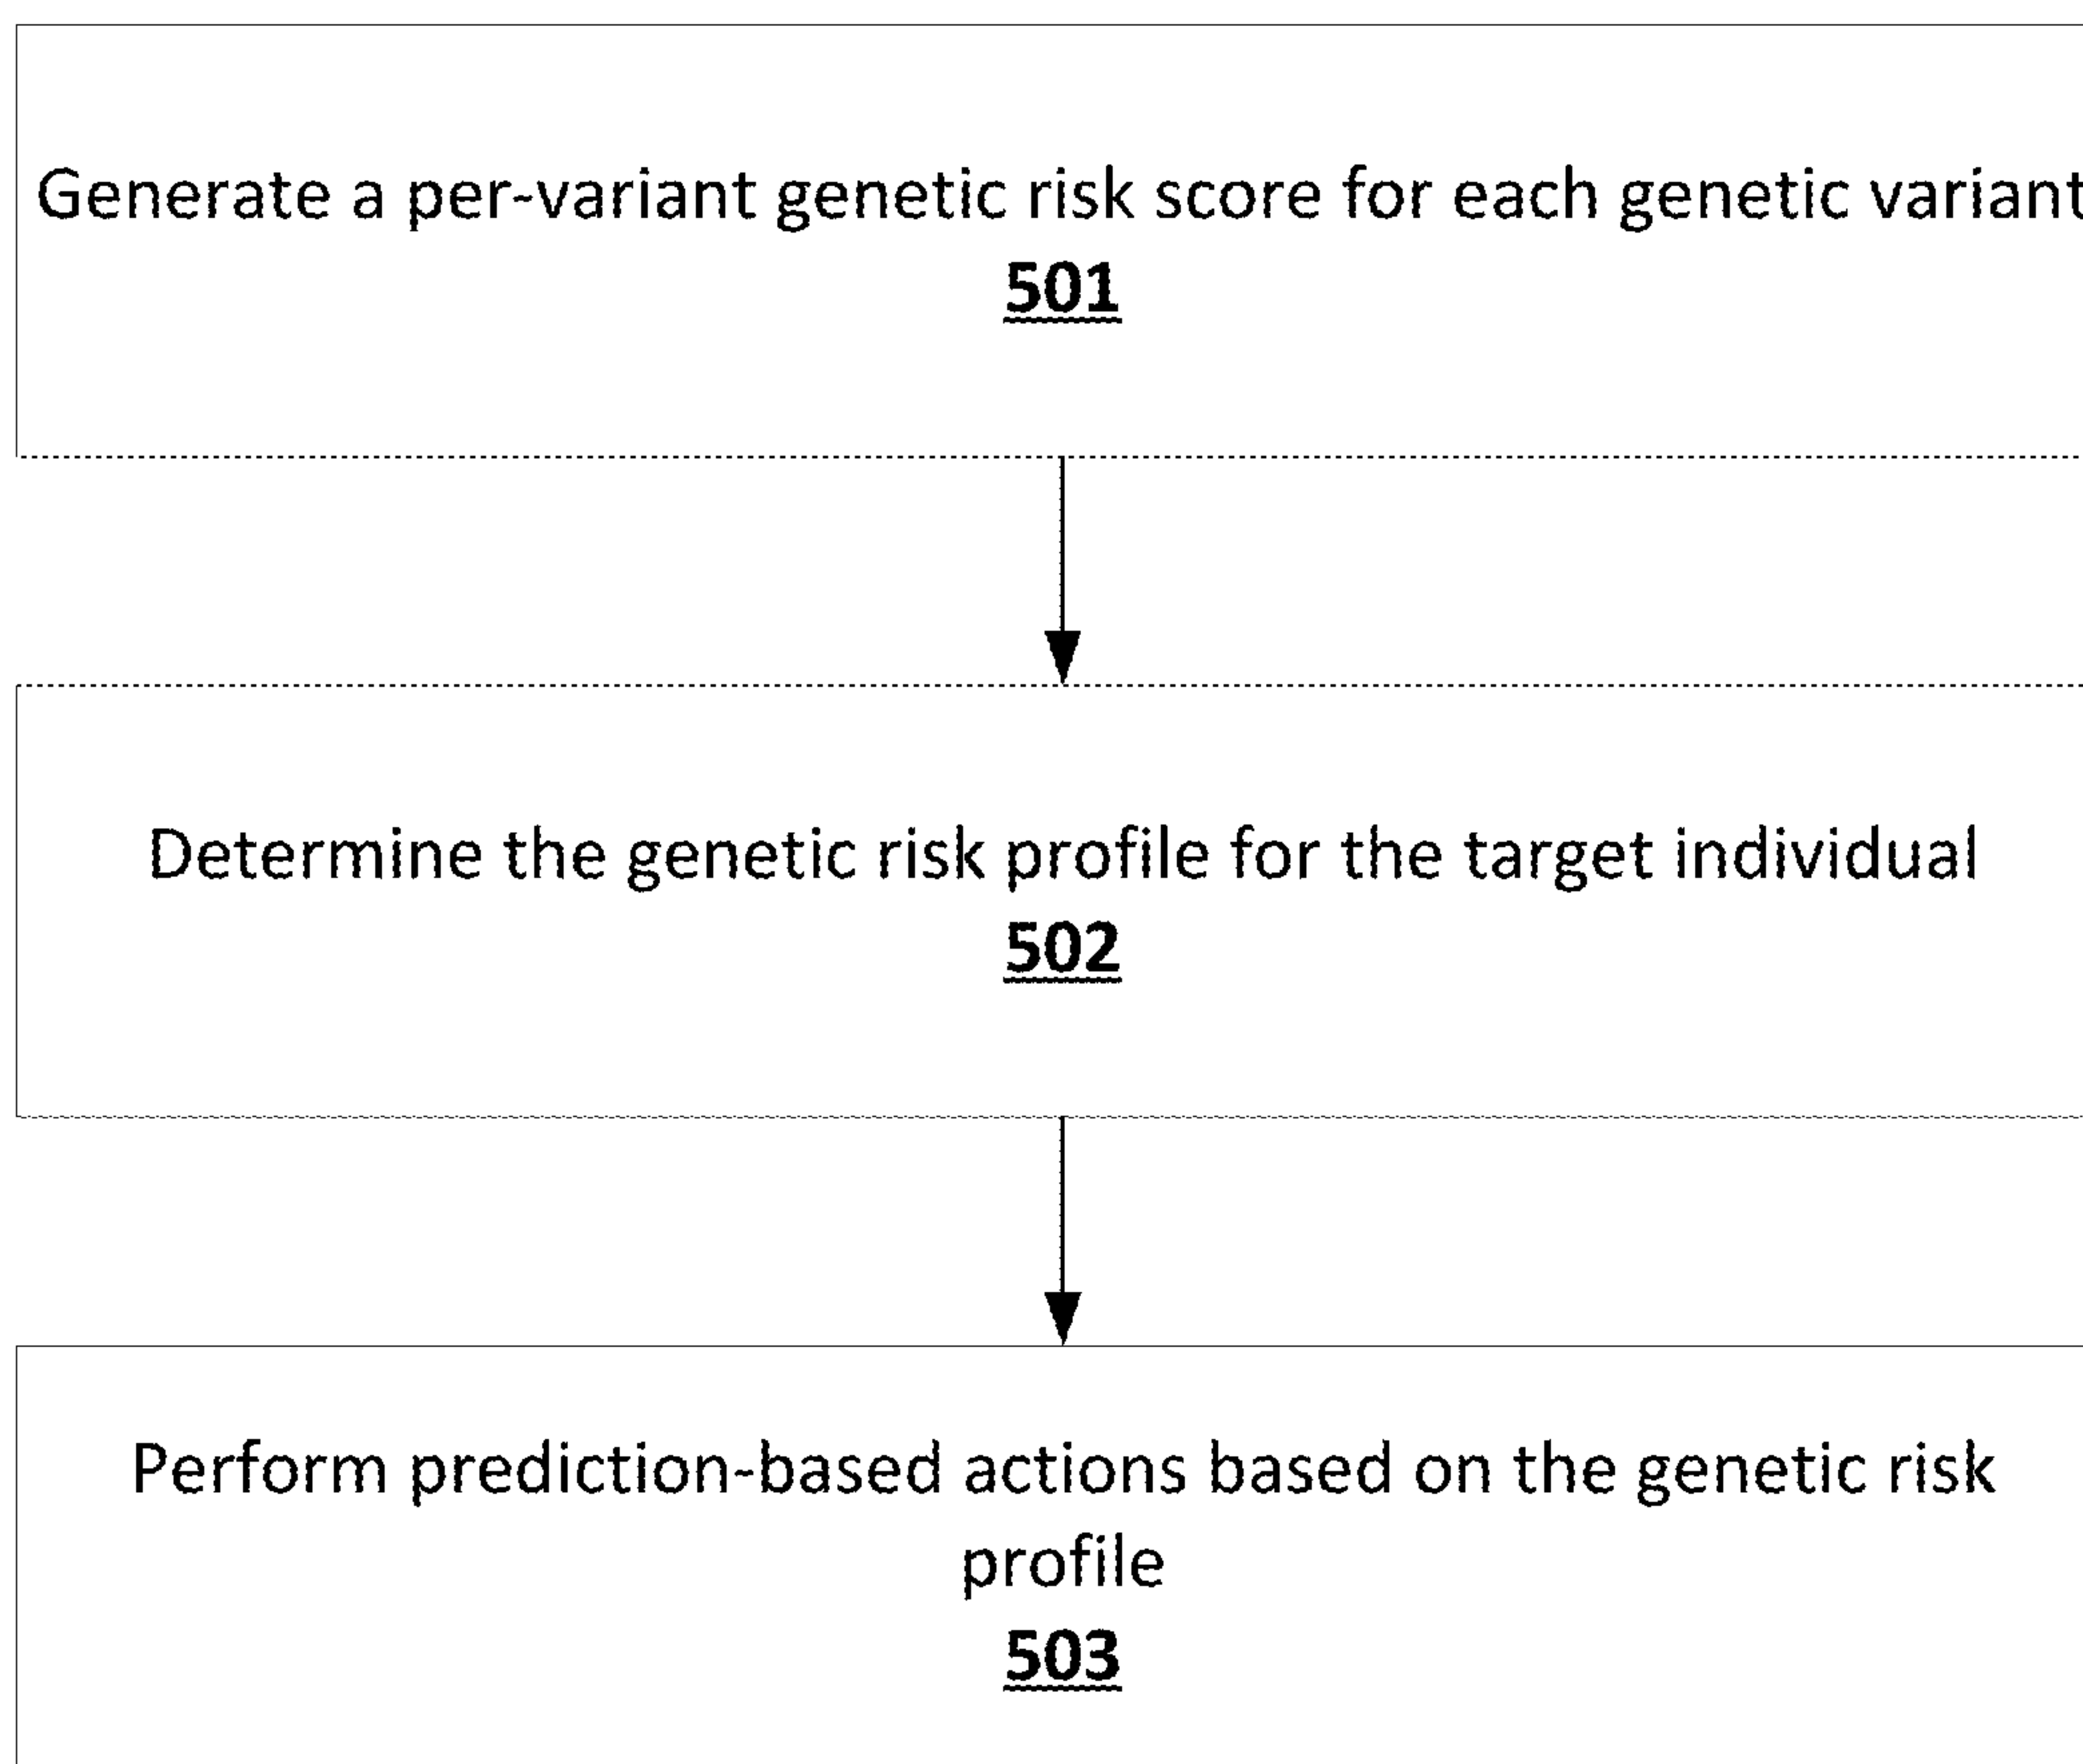 Generate a per-variant genetic risk score for each genetic variant
501
Determine the genetic risk profile for the target individual
502
Perform prediction-based actions based on the genetic risk
profile
503